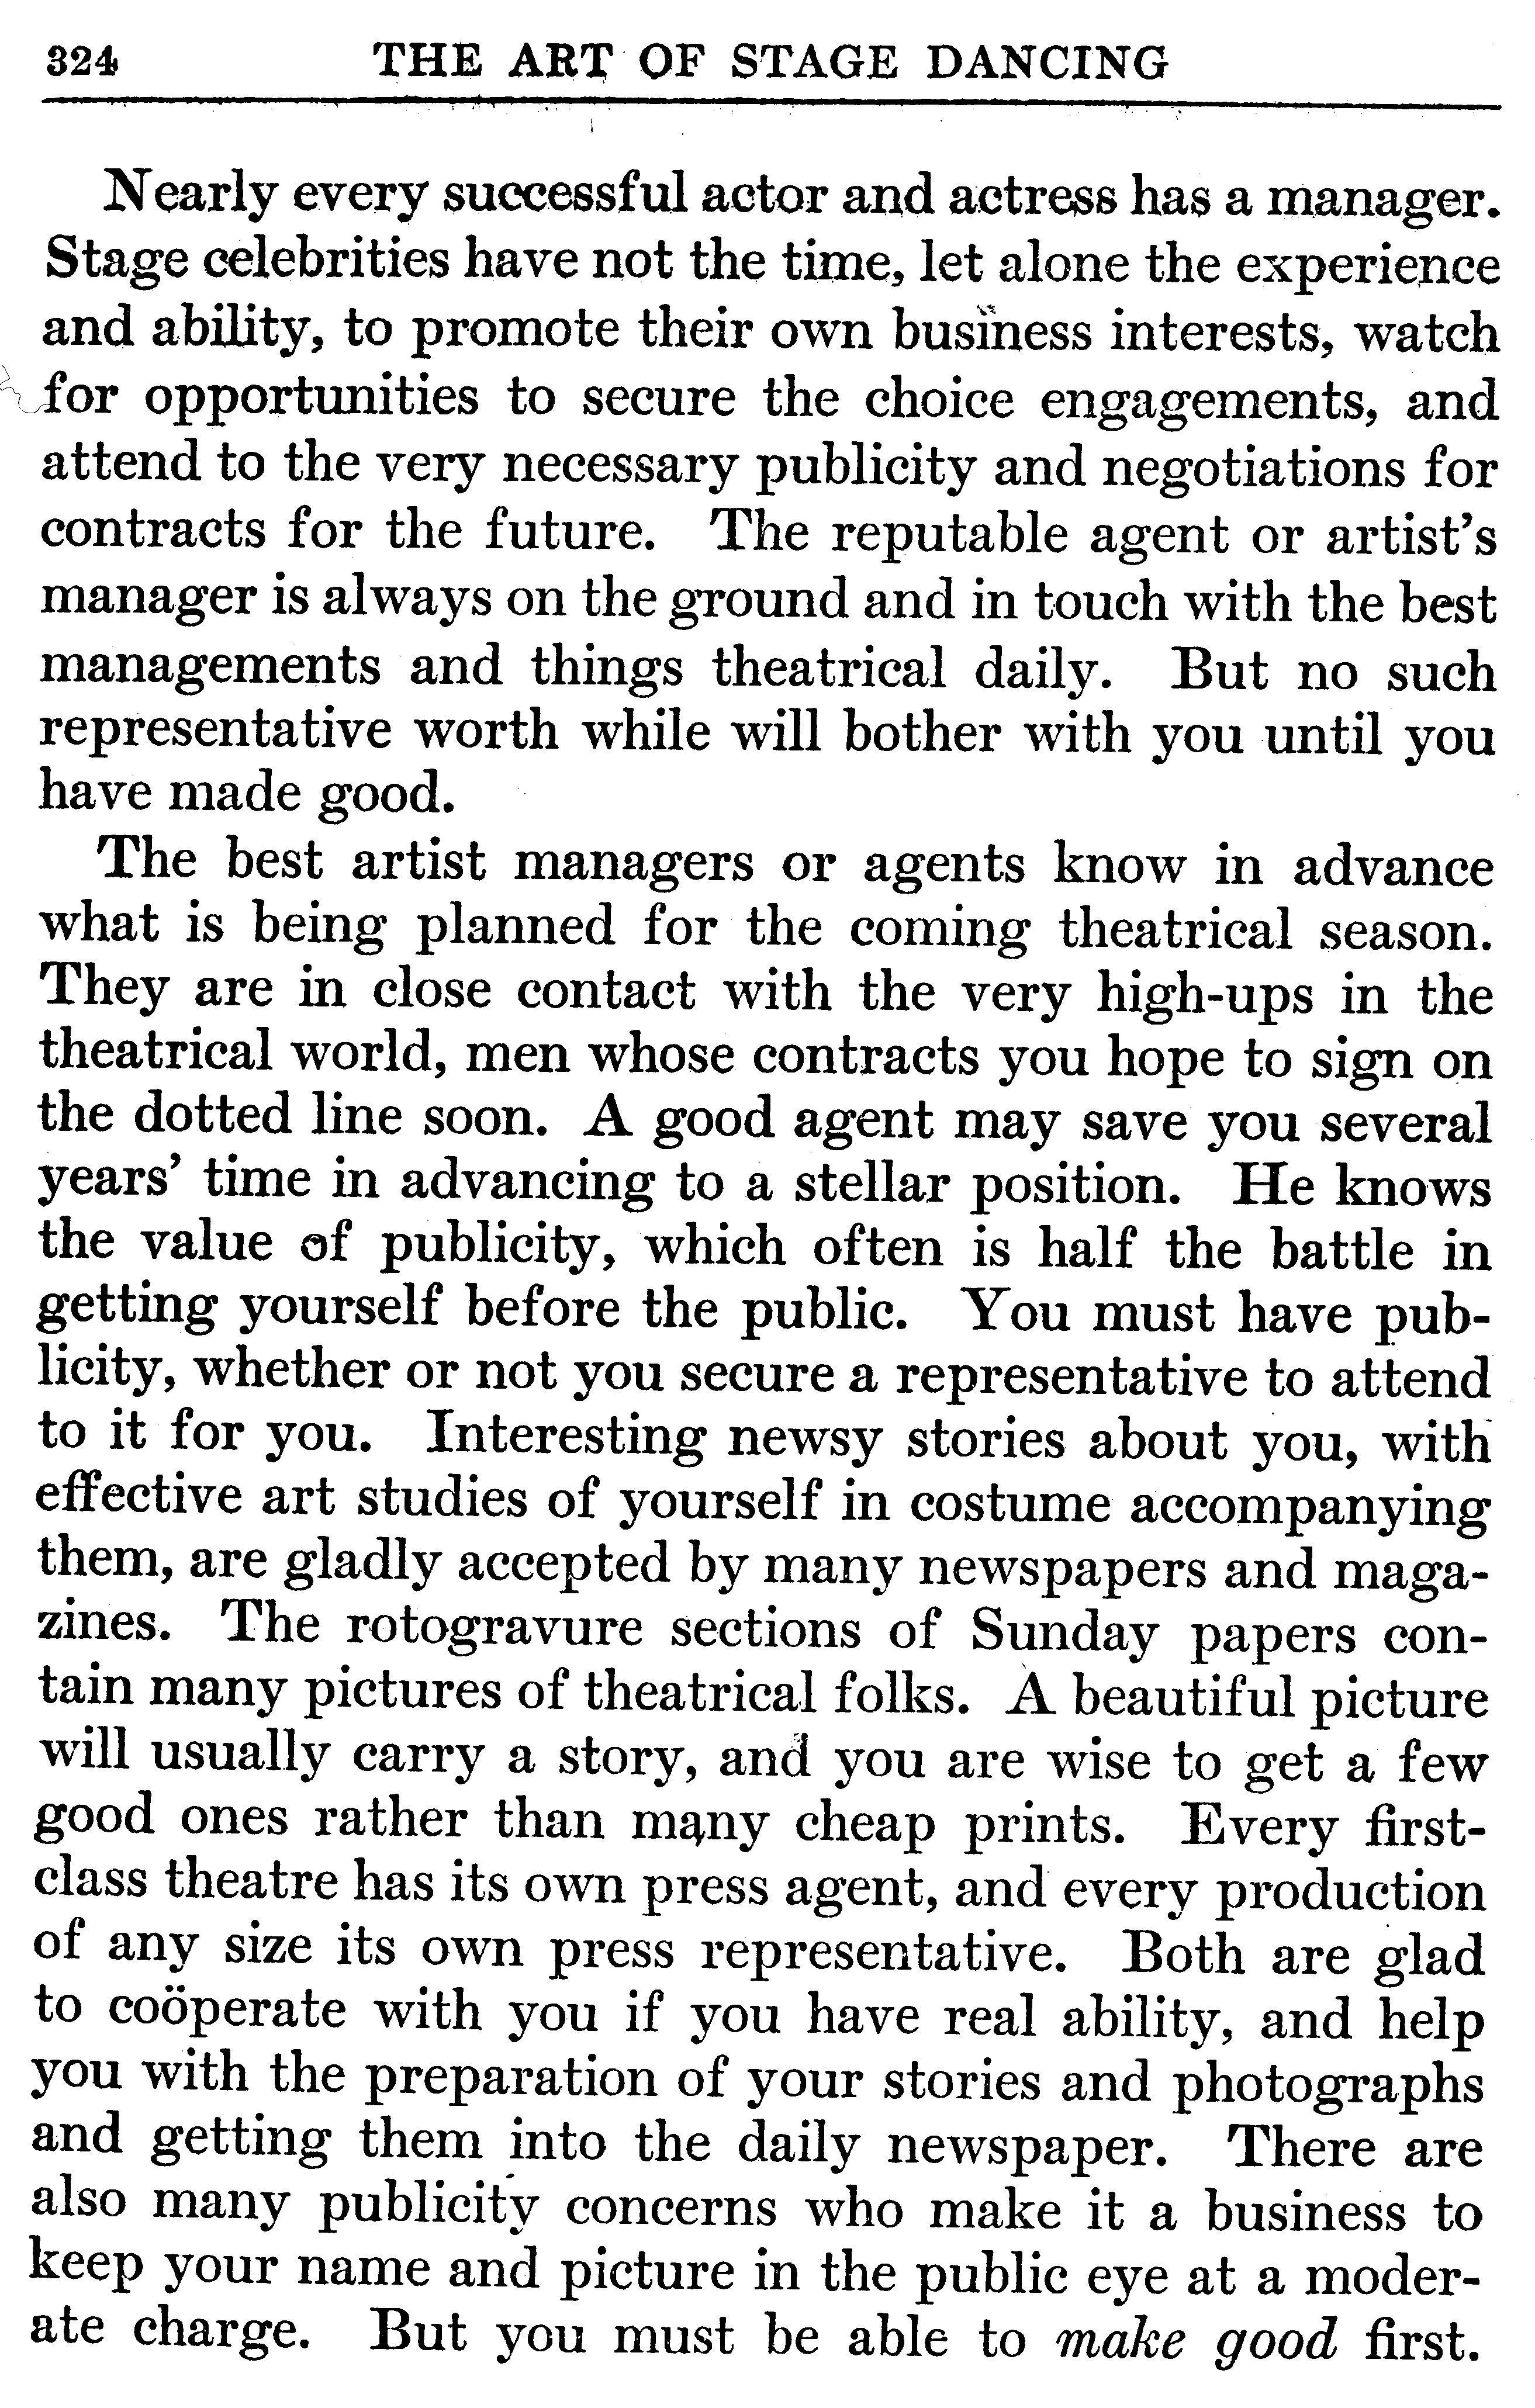 324 THE ART OF STAGE DANCING
Nearly every successful actor and actress has a manager.
Stage celebrities have not the time, let alone the experience
and ability, to promote their own business interests, watch
for opportunities to secure the choice engagements, and
attend to the very necessary publicity and negotiations for
contracts for the future. The reputable agent or artist's
manager is always on the ground and in touch with the best
managements and things theatrical daily. But no such
representative worth while will bother with you until you
have made good.
The best artist managers or agents know in advance
what is being planned for the coming theatrical season.
They are in close contact with the very high-ups in the
theatrical world, men whose contracts you hope to sign on
the dotted line soon. A good agent may save you several
years' time in advancing to a stellar position. He knows
the value of publicity, which often is half the battle in
getting yourself before the public. You must have pub-
licity, whether or not you secure a representative to attend
to it for you. Interesting newsy stories about you, with
effective art studies of yourself in costume accompanying
them, are gladly accepted by many newspapers and maga-
zines. The rotogravure sections of Sunday papers con-
tain many pictures of theatrical folks. A beautiful picture
will usually carry a story, and you are wise to get a few
good ones rather than many cheap prints. Every first-
class theatre has its own press agent, and every production
of any size its own press representative. Both are glad
to coöperate with you if you have real ability, and help
you with the preparation of your stories and photographs
and getting them into the daily newspaper. There are
also many publicity concerns who make it a business to
keep your name and picture in the public eye at a moder-
ate charge. But you must be able to make good first.